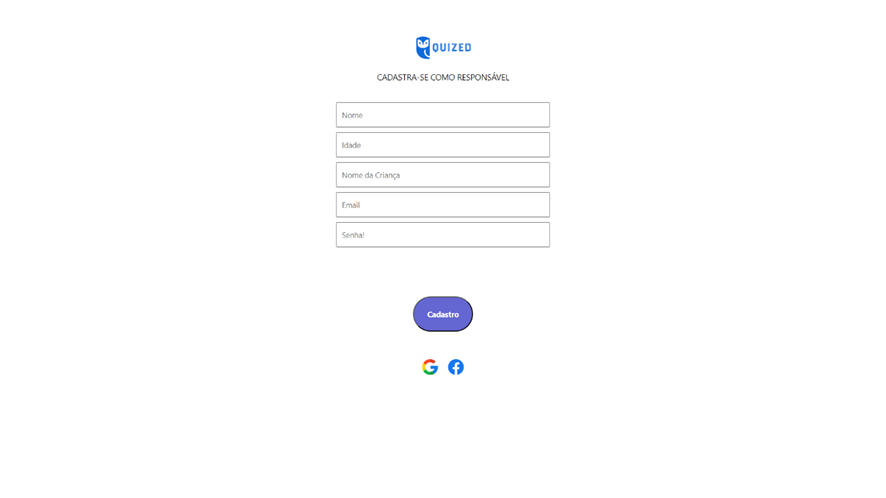 QUIZED
CADASTRA-SE COMO RESPONSÁVEL
Nome
Idade
Nome da Criança
Email
Senha!
Cadastro